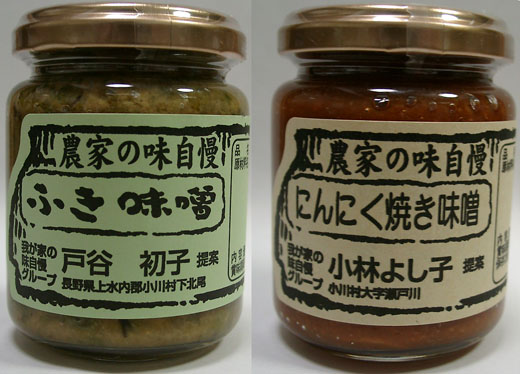 農家の味自慢
ふき味噌
我が家の
味自慢
グループ
戸谷 初子 提案
長野県上水内郡小川村下北尾
農家の味自慢
にんにく焼き味噌
我が家の
味自慢
グループ
小林よし子 提案
小川村大字瀬戸川